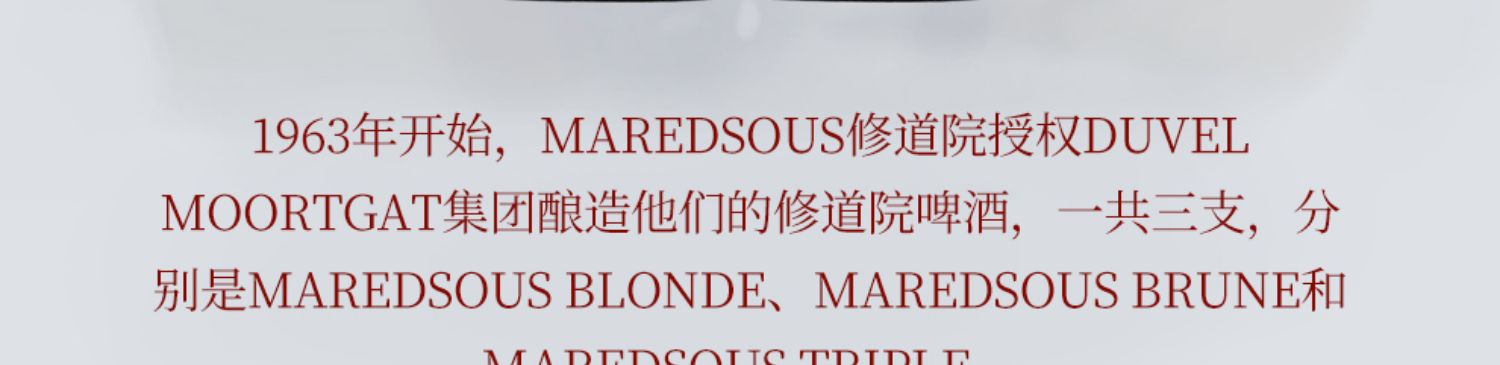 1963年开始，MAREDSOUS修道院授权DUVEL
MOORTGAT集团酿造他们的修道院啤酒，一共三支，分
别是MAREDSOUS BLONDE、MAREDSOUS BRUNE和
MAREDSOUS TRIPLE